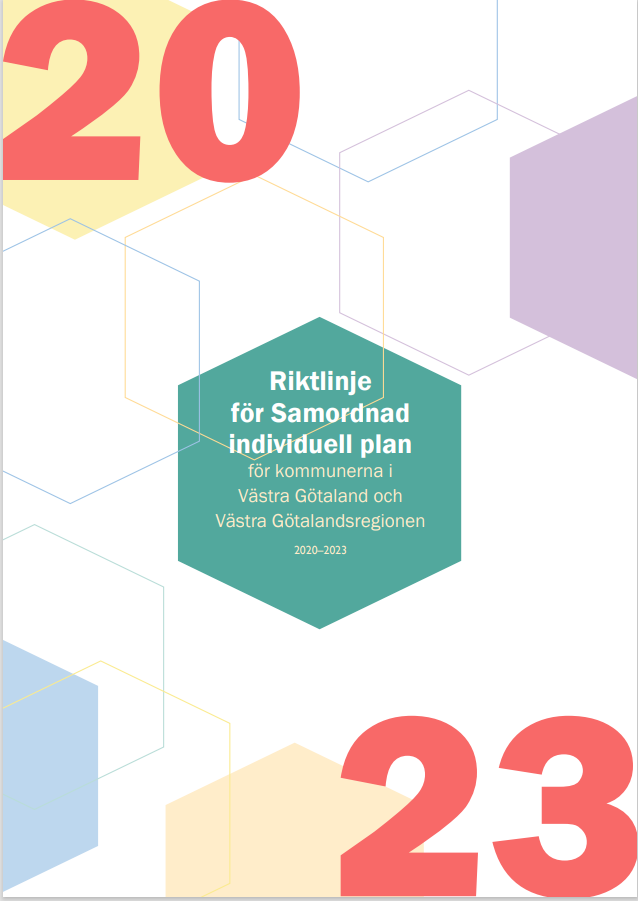 20
Riktlinje
för Samordnad
individuell plan
för kommunerna i
Västra Götaland och
Västra Götalandsregionen
2020–2023
23